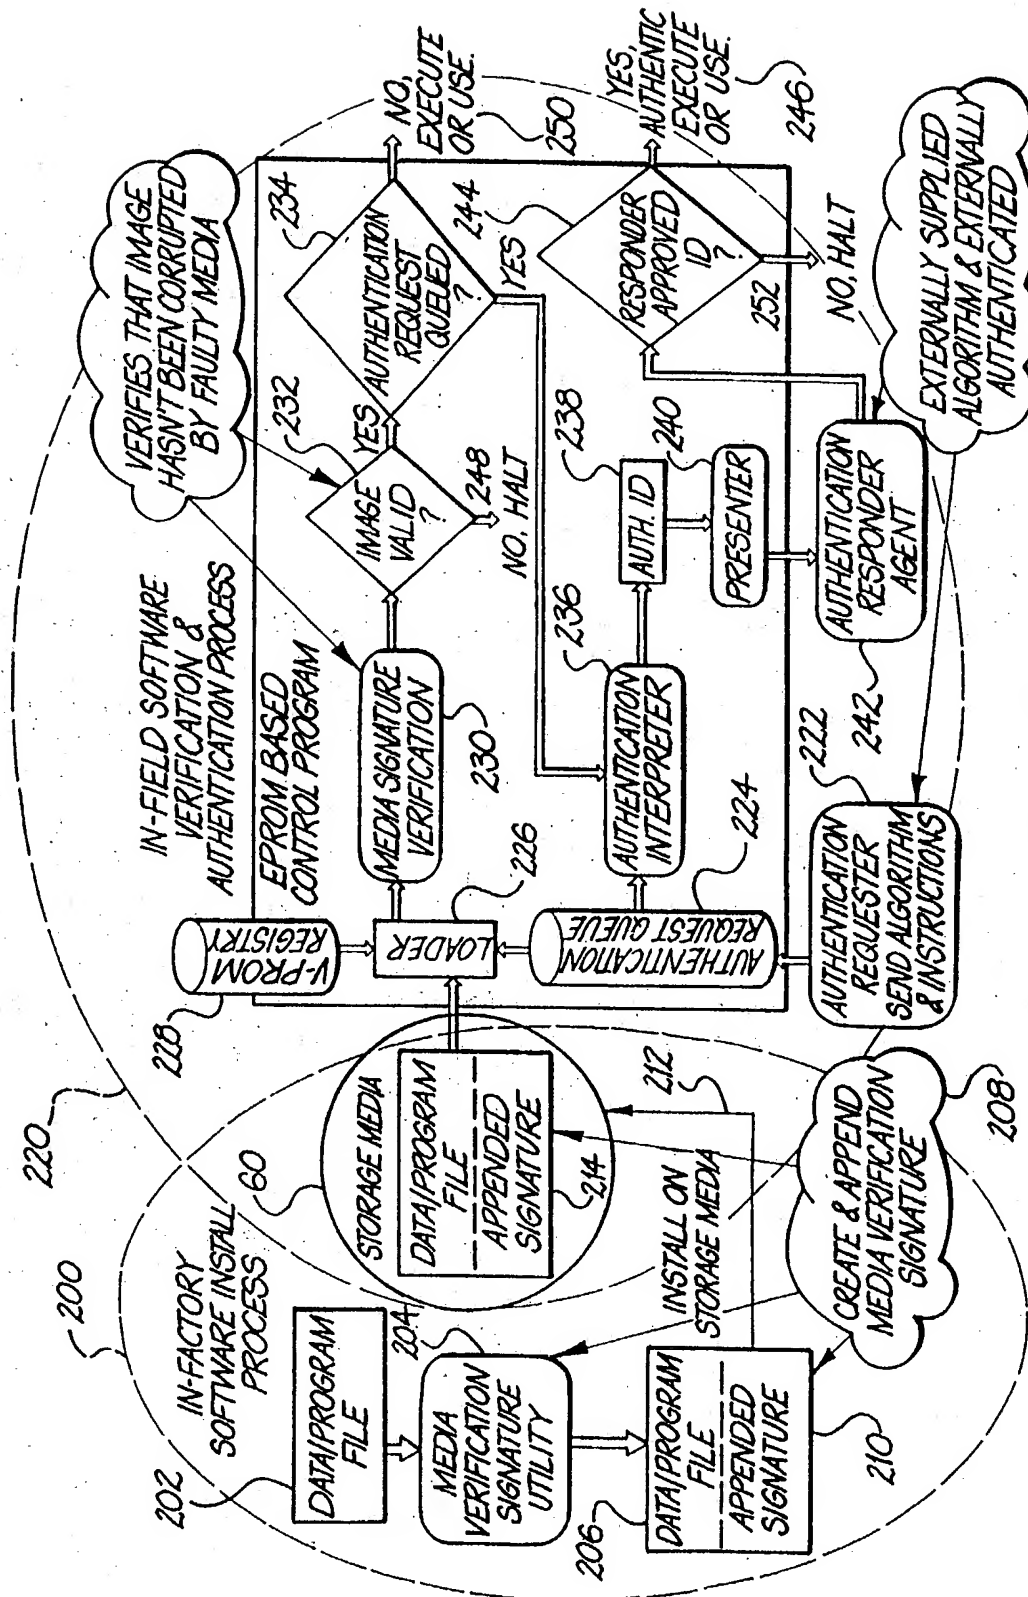 200
IN-FACTORY
SOFTWARE INSTALL
PROCESS
202
DATA/PROGRAM
FILE
204
MEDIA
VERIFICATION
SIGNATURE
UTILITY
206
DATA/PROGRAM
FILE
APPENDED
SIGNATURE
210
INSTALL ON
STORAGE MEDIA
212
CREATE & APPEND
MEDIA VERIFICATION
SIGNATURE
208
60
STORAGE MEDIA
DATA/PROGRAM
FILE
APPENDED
SIGNATURE
214
220
IN-FIELD SOFTWARE
VERIFICATION &
AUTHENTICATION PROCESS
EPROM BASED
CONTROL PROGRAM
228
V-PROM
REGISTRY
LOADER
226
AUTHENTICATION
REQUEST QUEUE
224
AUTHENTICATION
REQUESTER
SEND ALGORITHM
& INSTRUCTIONS
222
MEDIA SIGNATURE
VERIFICATION
230
VERIFIES THAT IMAGE
HASN'T BEEN CORRUPTED
BY FAULTY MEDIA
232
IMAGE
VALID
?
YES
248
NO. HALT
234
AUTHENTICATION
REQUEST
QUEUED
?
YES
NO,
EXECUTE
OR USE.
250
236
AUTHENTICATION
INTERPRETER
238
AUTH. ID
240
PRESENTER
AUTHENTICATION
RESPONDER
AGENT
242
244
RESPONDER
APPROVED
ID
?
YES,
AUTHENTIC
EXECUTE
OR USE.
246
252
NO. HALT
EXTERNALLY SUPPLIED
ALGORITHM & EXTERNALLY
AUTHENTICATED